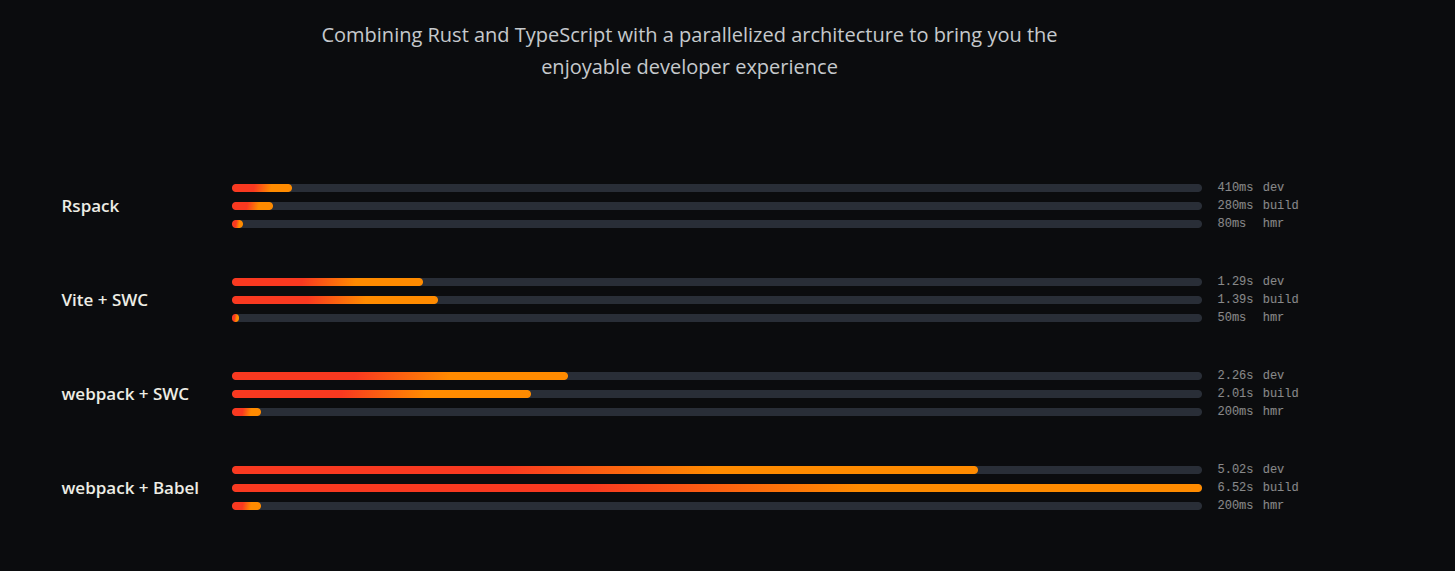 Combining Rust and TypeScript with a parallelized architecture to bring you the
enjoyable developer experience
Rspack
410ms dev
280ms build
80ms hmr
Vite + SWC
1.29s dev
1.39s build
50ms hmr
webpack + SWC
2.26s dev
2.01s build
200ms hmr
webpack + Babel
5.02s dev
6.52s build
200ms hmr